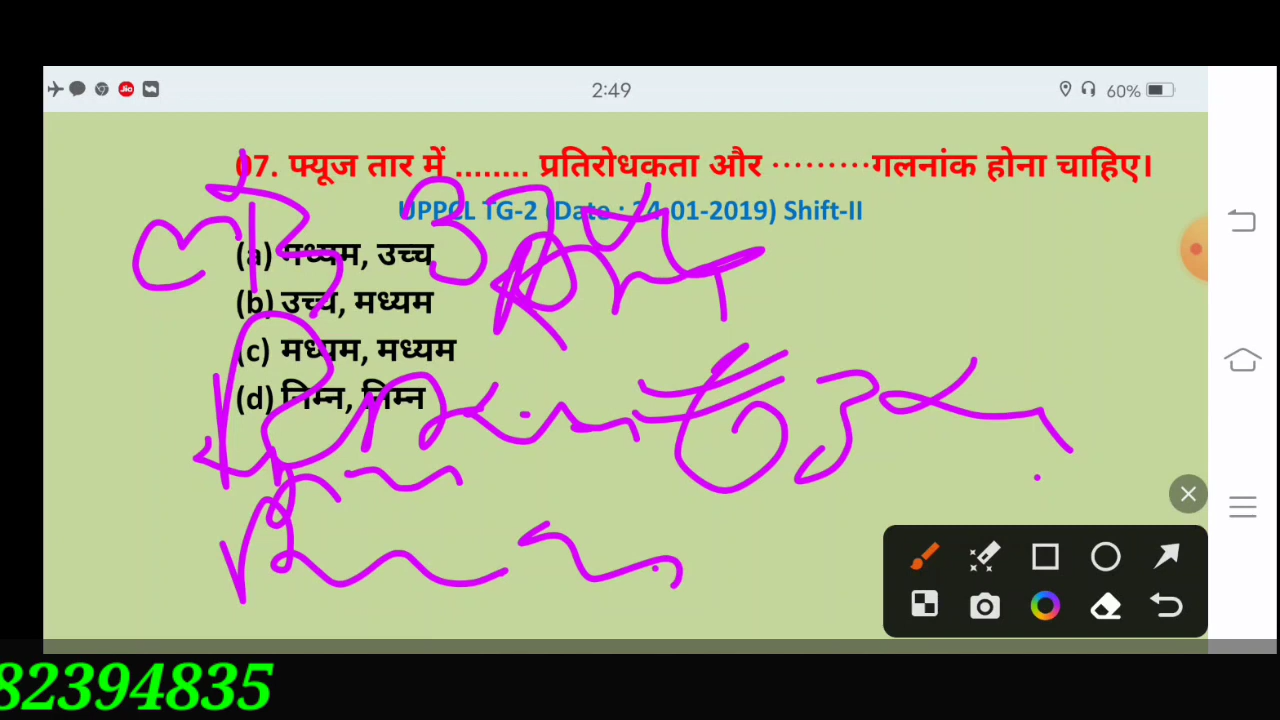 2:49
60%
07. फ्यूज तार में ........ प्रतिरोधकता और ·········गलनांक होना चाहिए।
UPPCL TG-2 (Date : 24-01-2019) Shift-II
(a) मध्यम, उच्च
(b) उच्च, मध्यम
(c) मध्यम, मध्यम
(d) निम्न, निम्न
82394835